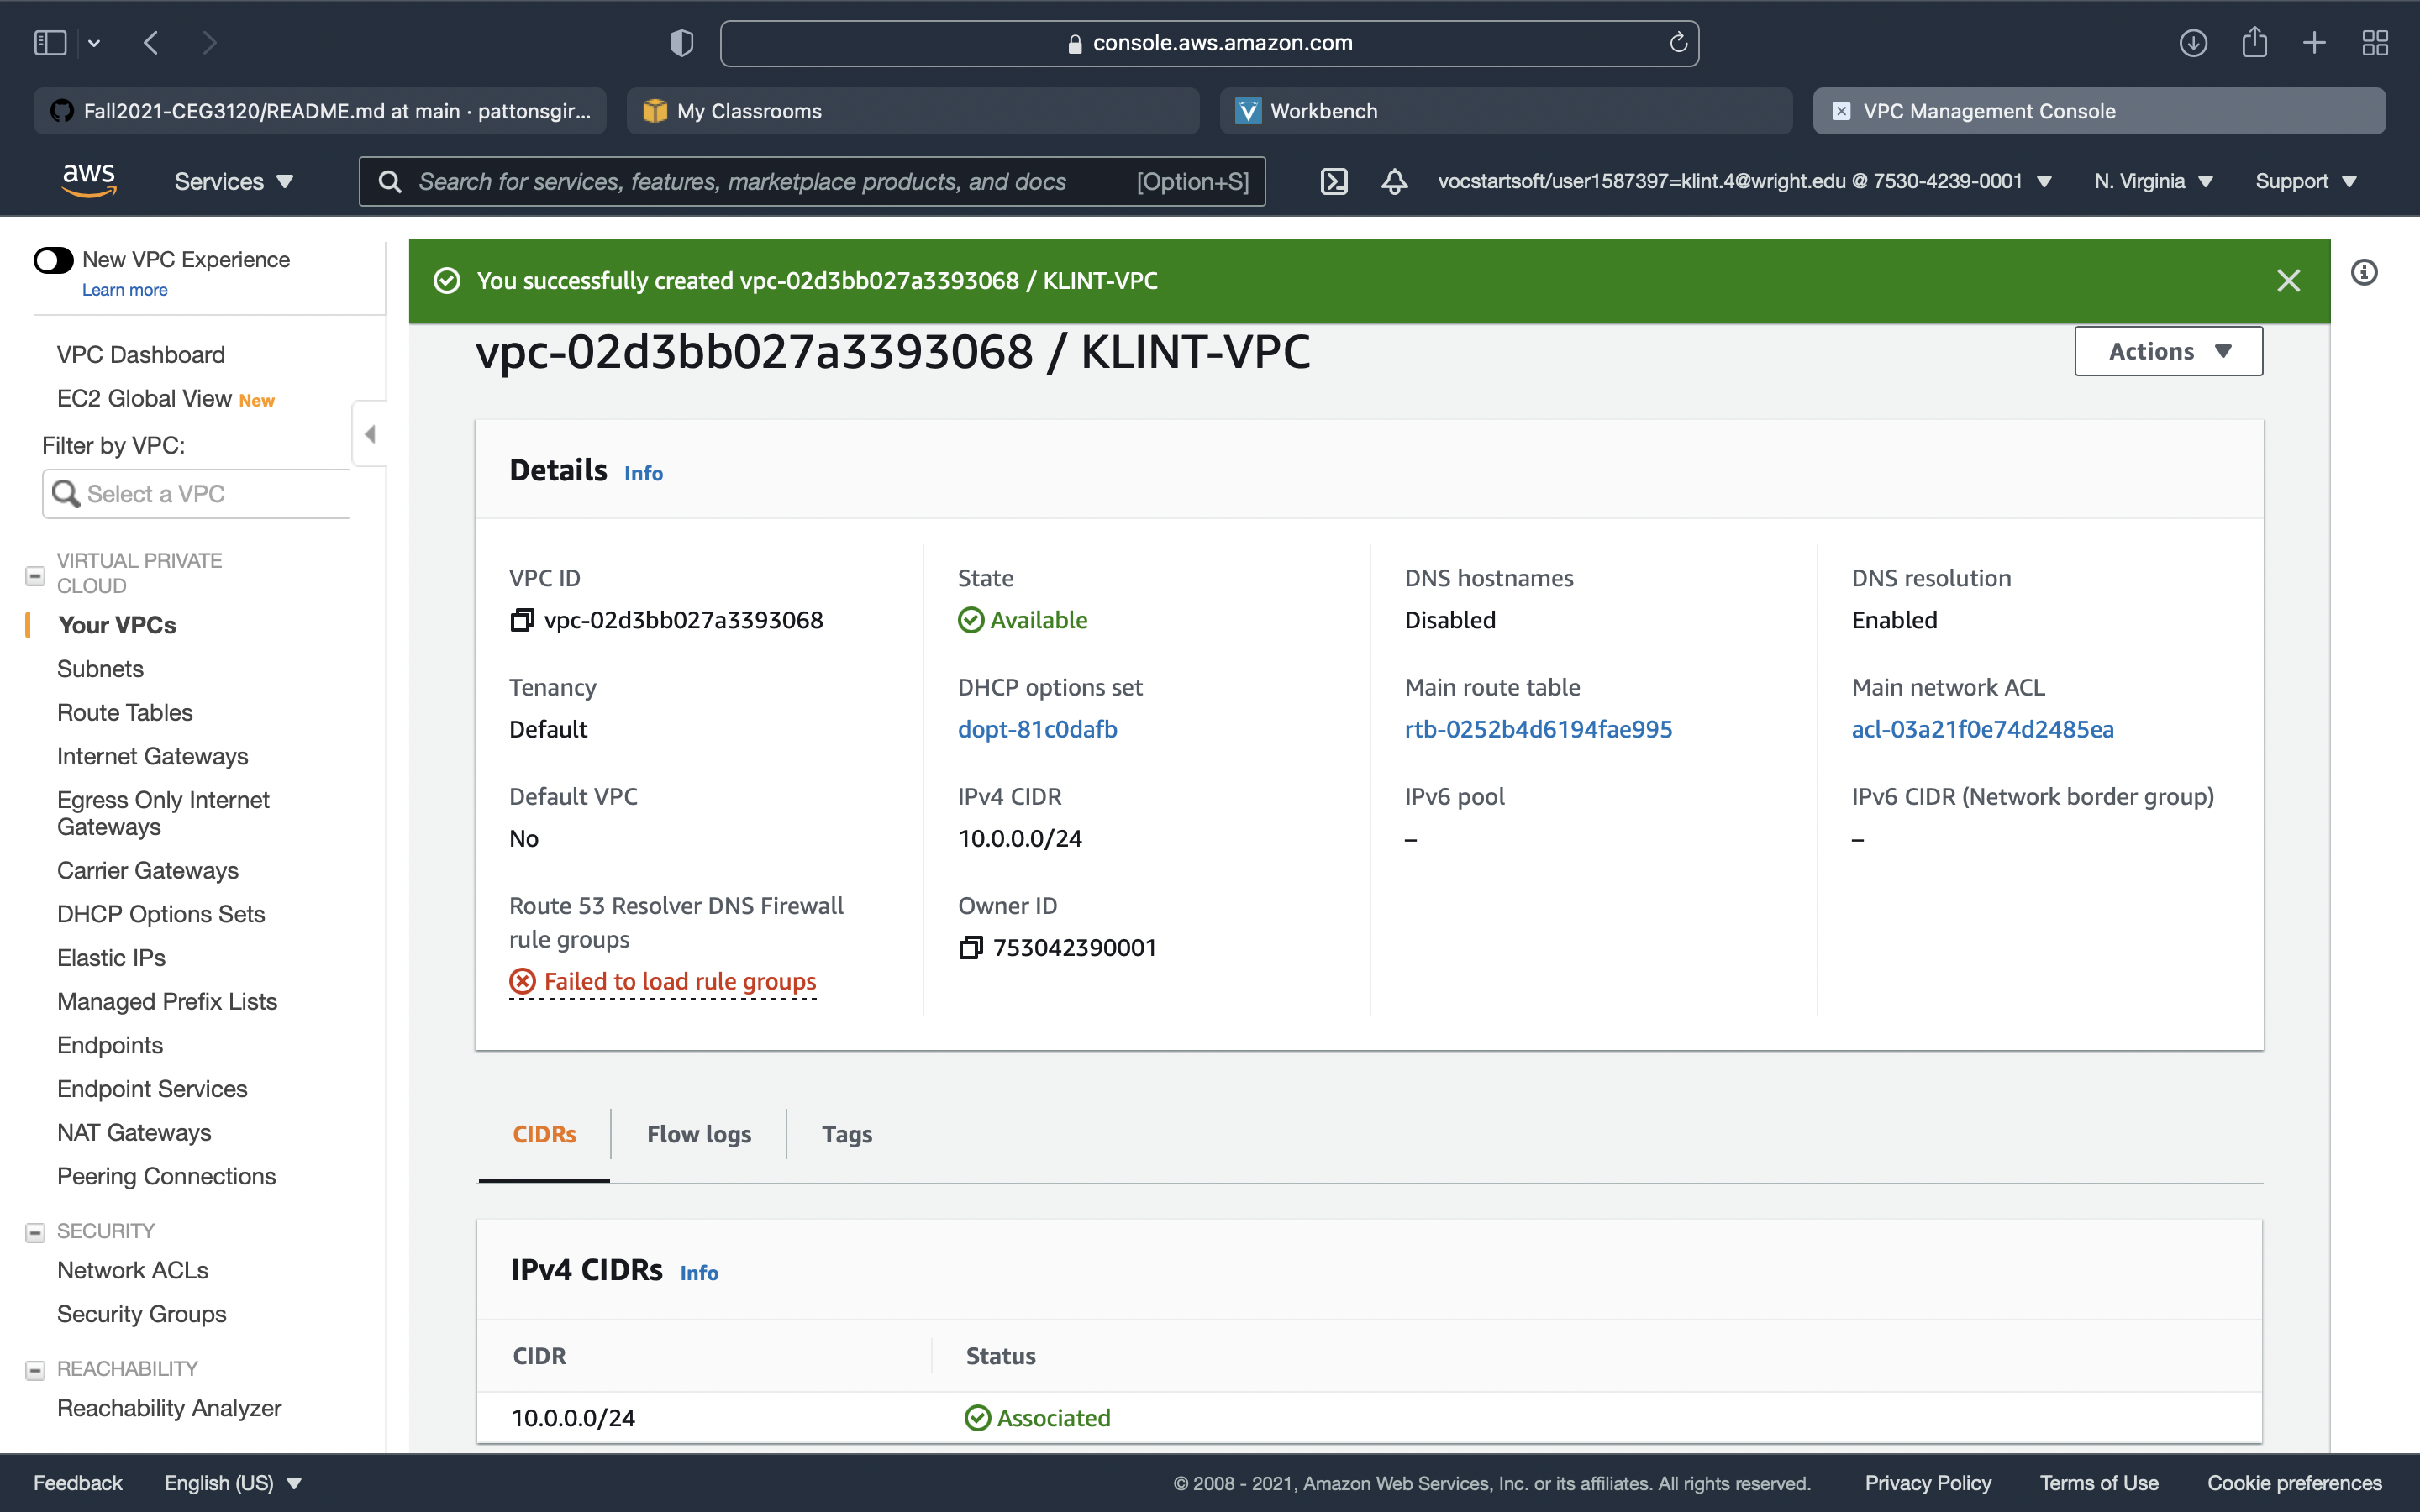 console.aws.amazon.com
Fall2021-CEG3120/README.md at main · pattonsgir...
My Classrooms
Workbench
VPC Management Console
aws
Services
Search for services, features, marketplace products, and docs
[Option+S]
vocstartsoft/user1587397=klint.4@wright.edu @ 7530-4239-0001
N. Virginia
Support
New VPC Experience
Learn more
VPC Dashboard
EC2 Global View New
Filter by VPC:
Select a VPC
VIRTUAL PRIVATE
CLOUD
Your VPCs
Subnets
Route Tables
Internet Gateways
Egress Only Internet
Gateways
Carrier Gateways
DHCP Options Sets
Elastic IPs
Managed Prefix Lists
Endpoints
Endpoint Services
NAT Gateways
Peering Connections
SECURITY
Network ACLs
Security Groups
REACHABILITY
Reachability Analyzer
You successfully created vpc-02d3bb027a3393068 / KLINT-VPC
vpc-02d3bb027a3393068 / KLINT-VPC
Actions
Details Info
VPC ID
vpc-02d3bb027a3393068
State
Available
DNS hostnames
Disabled
DNS resolution
Enabled
Tenancy
Default
DHCP options set
dopt-81c0dafb
Main route table
rtb-0252b4d6194fae995
Main network ACL
acl-03a21f0e74d2485ea
Default VPC
No
IPv4 CIDR
10.0.0.0/24
IPv6 pool
–
IPv6 CIDR (Network border group)
–
Route 53 Resolver DNS Firewall
rule groups
Failed to load rule groups
Owner ID
753042390001
CIDRs
Flow logs
Tags
IPv4 CIDRs Info
CIDR
Status
10.0.0.0/24
Associated
Feedback
English (US)
© 2008 - 2021, Amazon Web Services, Inc. or its affiliates. All rights reserved.
Privacy Policy
Terms of Use
Cookie preferences